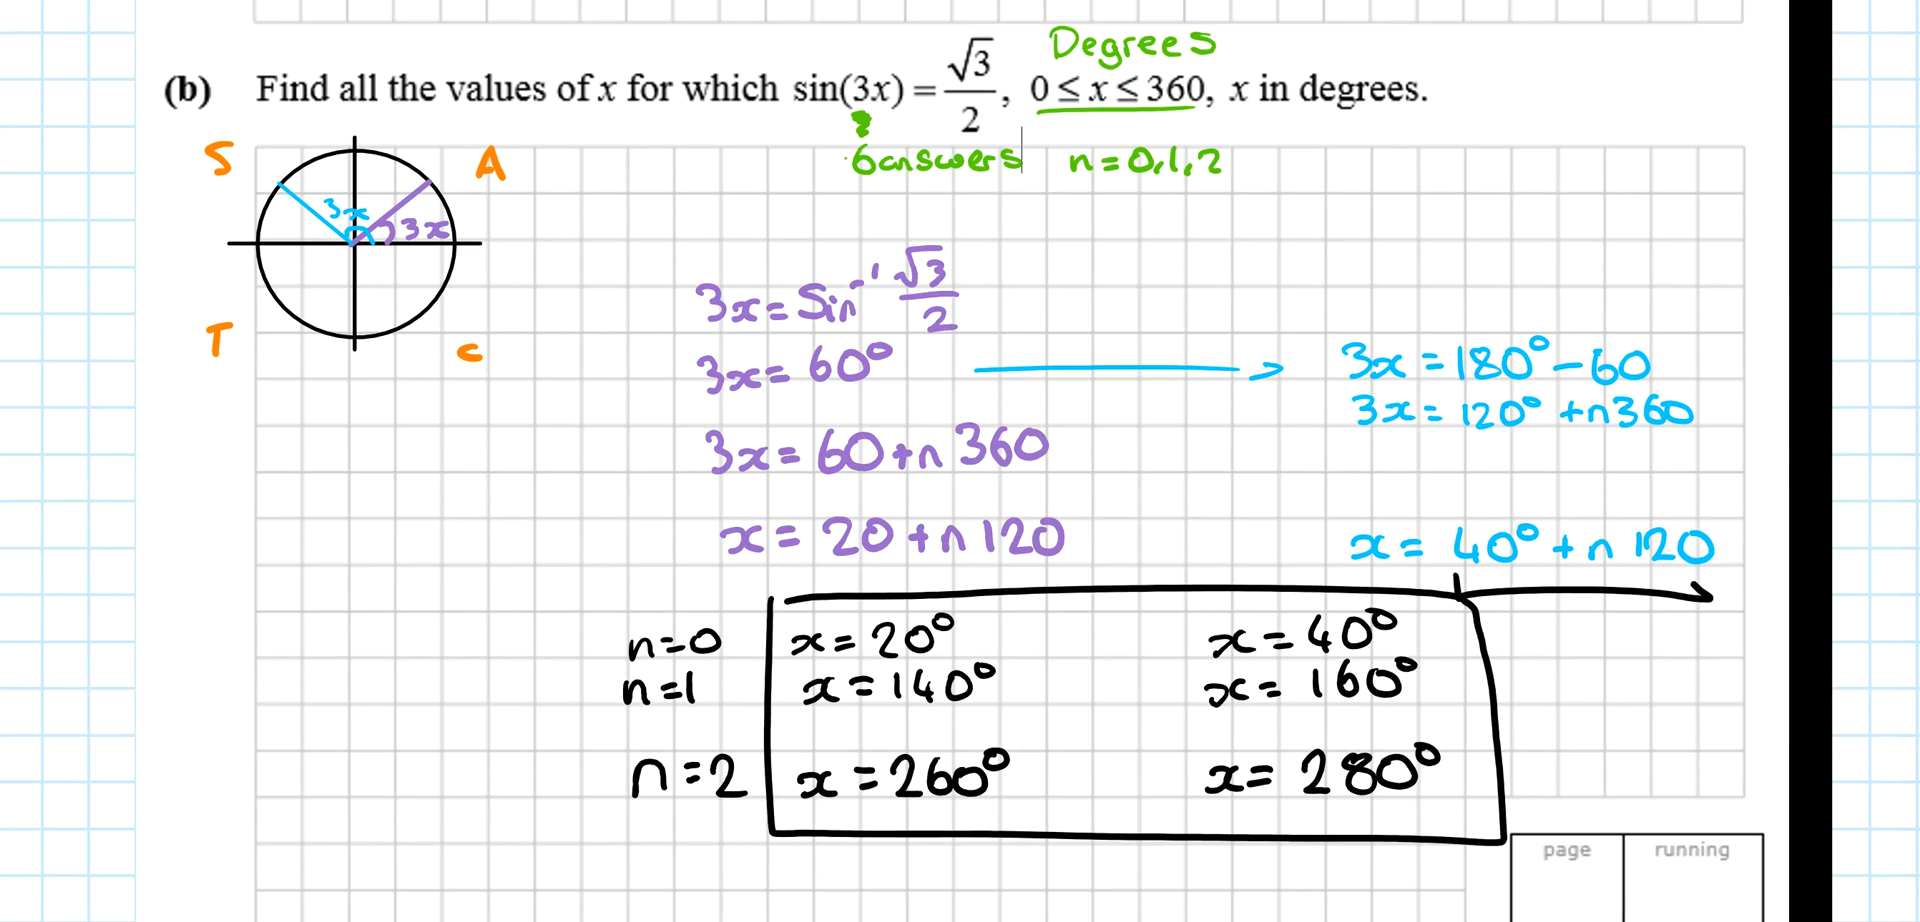 Degrees
(b) Find all the values of x for which sin(3x) = √3/2, 0 ≤ x ≤ 360, x in degrees.
6 answers n = 0, 1, 2
S A
3x 3x
T C
3x = Sin⁻¹ √3/2
3x = 60° → 3x = 180° − 60
3x = 120° + n360
3x = 60 + n 360
x = 20 + n 120 x = 40° + n 120
n = 0 x = 20° x = 40°
n = 1 x = 140° x = 160°
n = 2 x = 260° x = 280°
page running